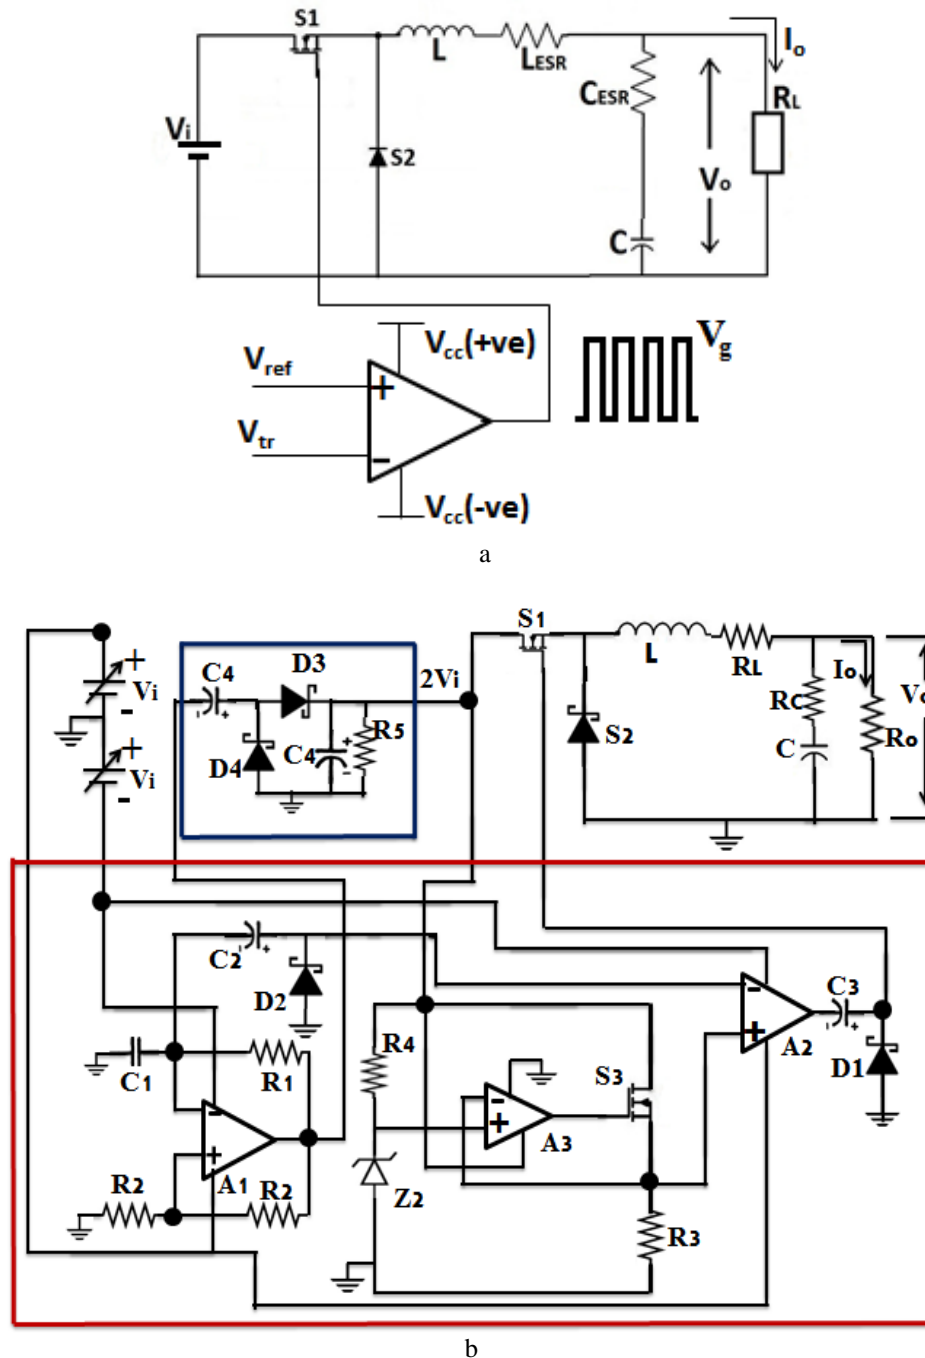 S1
L
LESR
Io
CESR
RL
Vi
S2
Vo
C
Vcc(+ve)
Vg
Vref
+
Vtr
-
Vcc(-ve)
a
S1
+
C4
D3
2Vi
L
RL
Io
Vi
-
+
R5
RC
Vo
+
D4
C4
+
-
S2
C
Ro
Vi
-
C2
+
D2
-
C3
+
R4
+
A2
D1
C1
R1
S3
-
+
A3
-
+
A1
R2
R2
Z2
R3
b